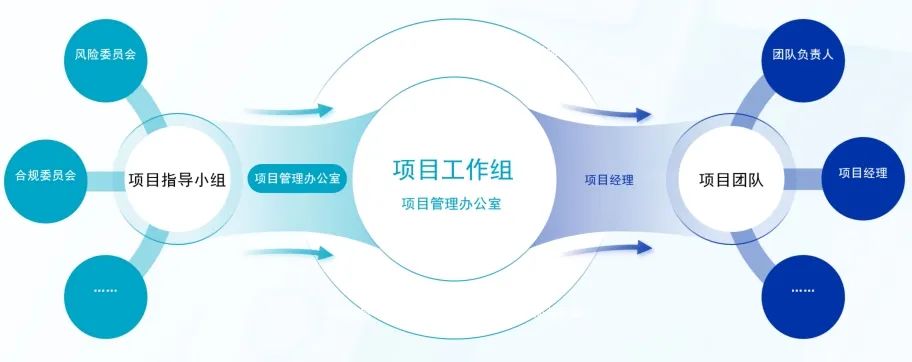 风险委员会
合规委员会
……
项目指导小组
项目管理办公室
项目工作组
项目管理办公室
项目经理
项目团队
团队负责人
项目经理
……